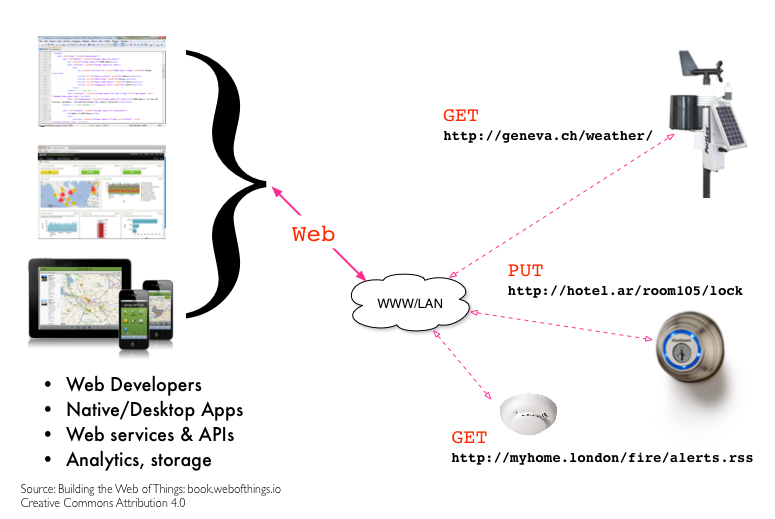 GET
http://geneva.ch/weather/
Web
PUT
http://hotel.ar/room105/lock
WWW/LAN
• Web Developers
• Native/Desktop Apps
• Web services & APIs
• Analytics, storage
GET
http://myhome.london/fire/alerts.rss
Source: Building the Web of Things: book.webofthings.io
Creative Commons Attribution 4.0